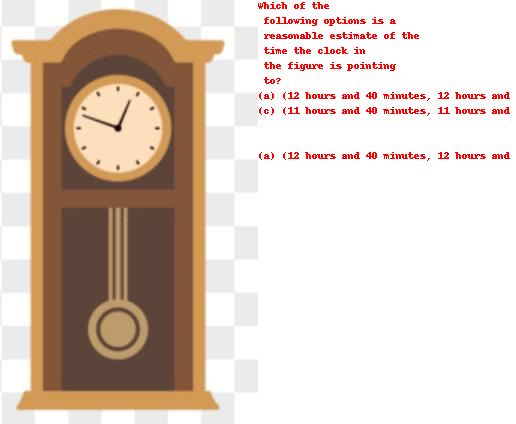 Which of the
following options is a
reasonable estimate of the
time the clock in
the figure is pointing
to?
(a) (12 hours and 40 minutes, 12 hours and
(c) (11 hours and 40 minutes, 11 hours and
(a) (12 hours and 40 minutes, 12 hours and